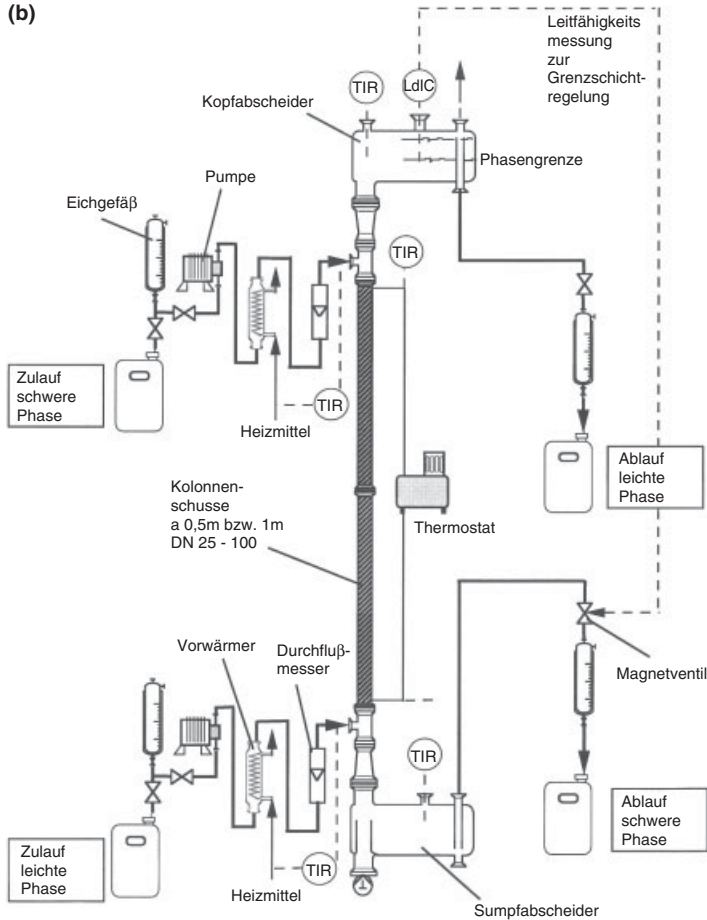 (b)
Leitfähigkeits
messung
zur
Grenzschicht-
regelung
TIR
LdIC
Kopfabscheider
Phasengrenze
Pumpe
Eichgefäβ
TIR
Zulauf
schwere
Phase
TIR
Heizmittel
Ablauf
leichte
Phase
Kolonnen-
schusse
a 0,5m bzw. 1m
DN 25 - 100
Thermostat
Vorwärmer
Durchfluβ-
messer
Magnetventil
TIR
Zulauf
leichte
Phase
TIR
Heizmittel
Ablauf
schwere
Phase
Sumpfabscheider